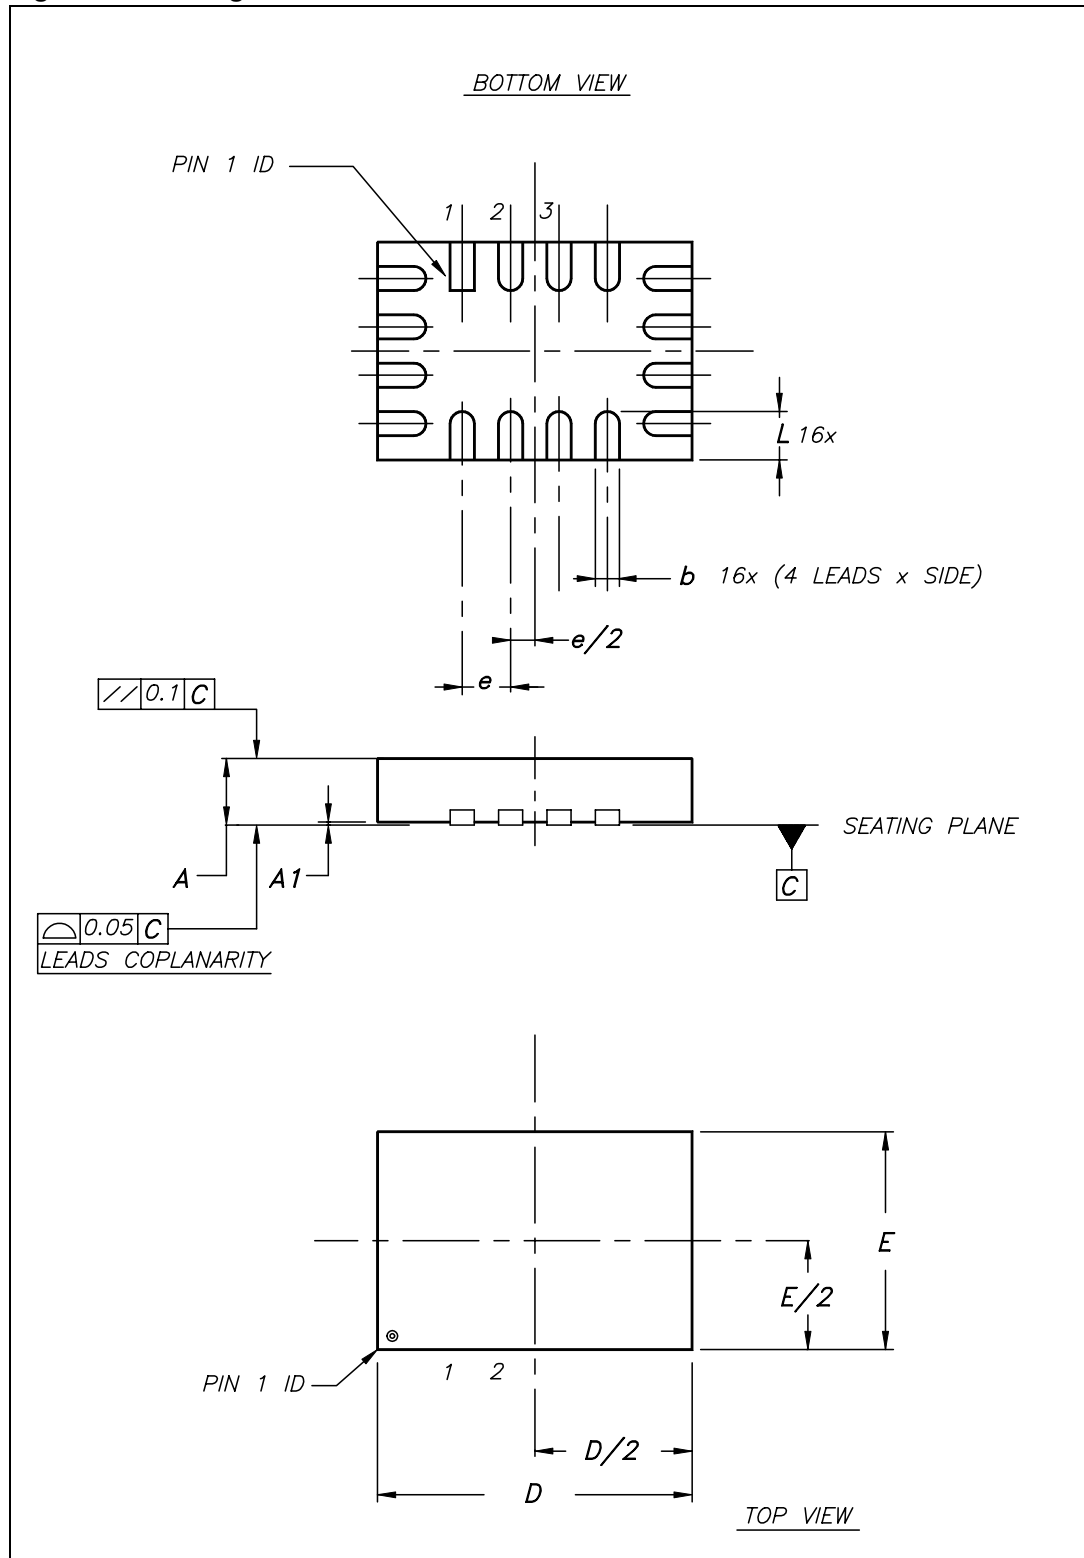 BOTTOM VIEW
PIN 1 ID
1 2 3
L 16x
b 16x (4 LEADS x SIDE)
e/2
e
// 0.1 C
SEATING PLANE
A A1
C
0.05 C
LEADS COPLANARITY
E
E/2
PIN 1 ID
1 2
D/2
D
TOP VIEW